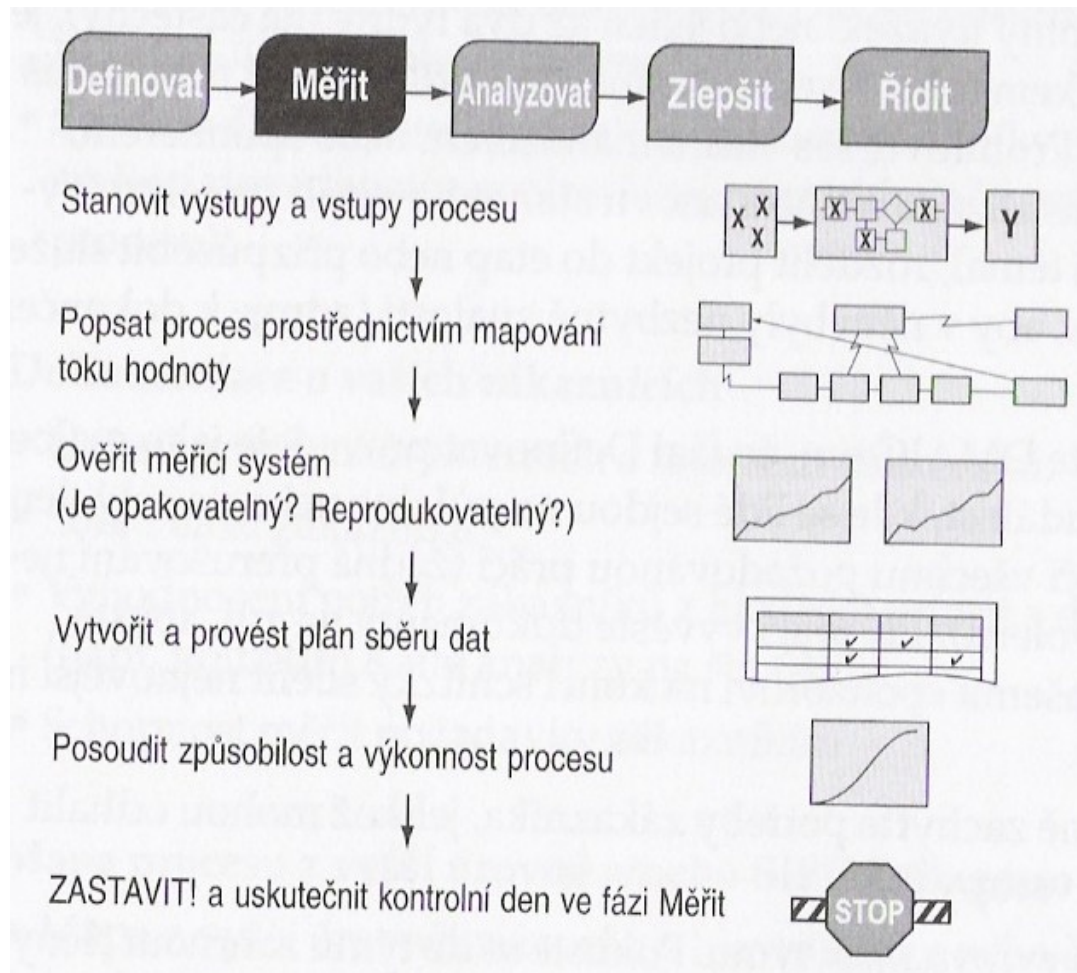 Definovat
Měřit
Analyzovat
Zlepšit
Řídit
Stanovit výstupy a vstupy procesu
X
X
X
X
X
X
Y
Popsat proces prostřednictvím mapování
toku hodnoty
Ověřit měřicí systém
(Je opakovatelný? Reprodukovatelný?)
Vytvořit a provést plán sběru dat
Posoudit způsobilost a výkonnost procesu
ZASTAVIT! a uskutečnit kontrolní den ve fázi Měřit
STOP